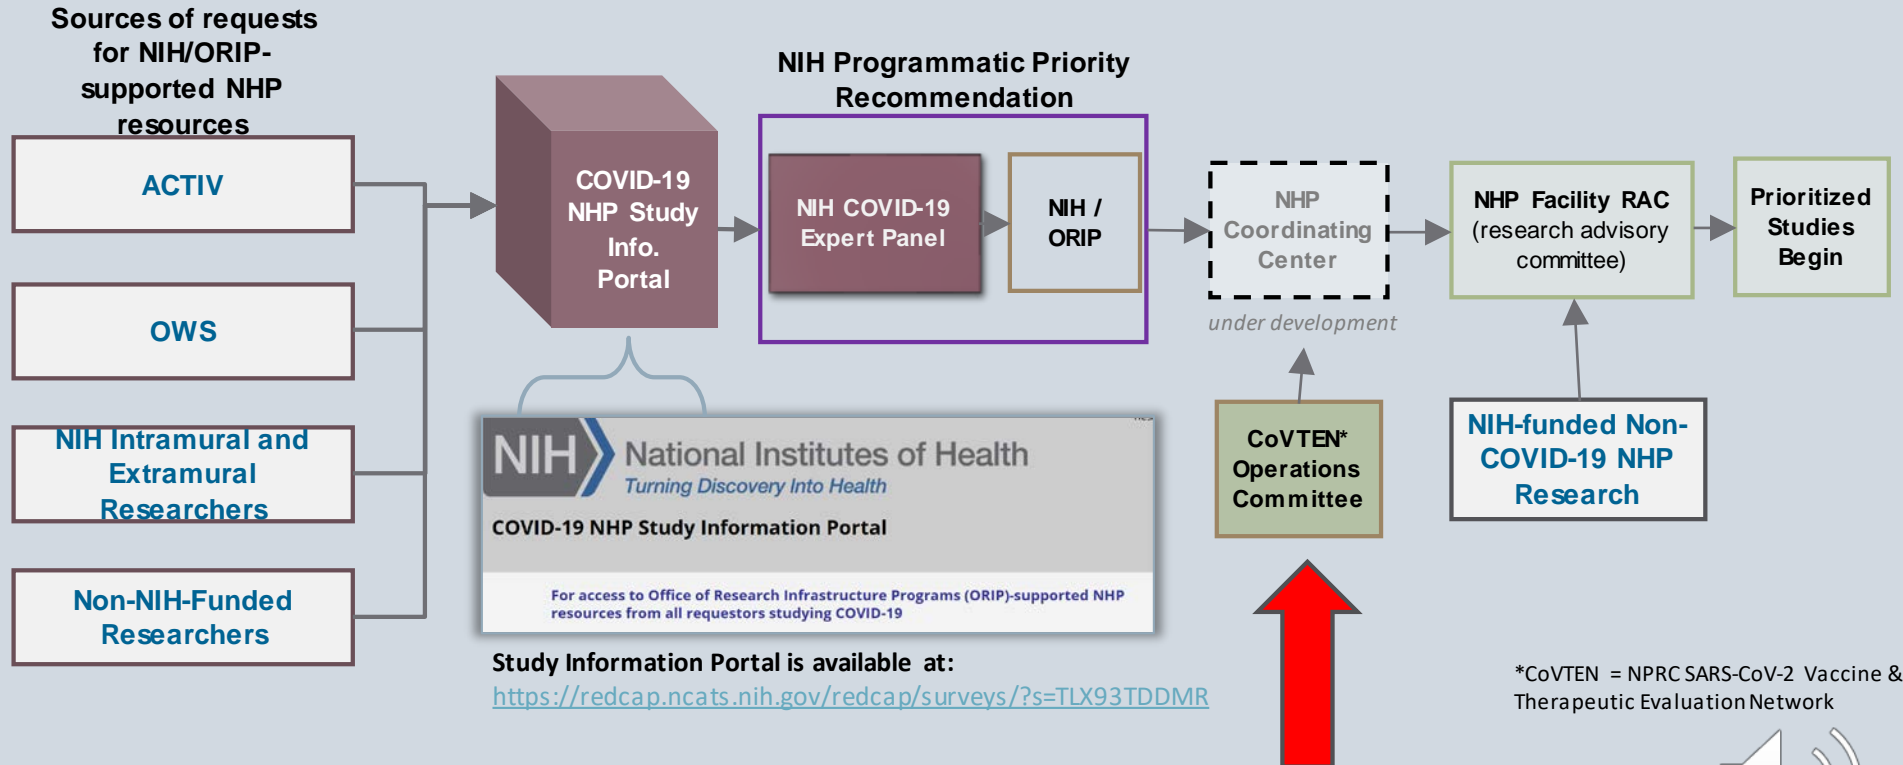 Sources of requests
for NIH/ORIP-
supported NHP
resources
ACTIV
OWS
NIH Intramural and
Extramural
Researchers
Non-NIH-Funded
Researchers
COVID-19
NHP Study
Info.
Portal
NIH Programmatic Priority
Recommendation
NIH COVID-19
Expert Panel
NIH /
ORIP
NHP
Coordinating
Center
under development
NHP Facility RAC
(research advisory
committee)
Prioritized
Studies
Begin
CoVTEN*
Operations
Committee
NIH-funded Non-
COVID-19 NHP
Research
NIH National Institutes of Health
Turning Discovery Into Health
COVID-19 NHP Study Information Portal
For access to Office of Research Infrastructure Programs (ORIP)-supported NHP
resources from all requestors studying COVID-19
Study Information Portal is available at:
https://redcap.ncats.nih.gov/redcap/surveys/?s=TLX93TDDMR
*CoVTEN = NPRC SARS-CoV-2 Vaccine &
Therapeutic Evaluation Network